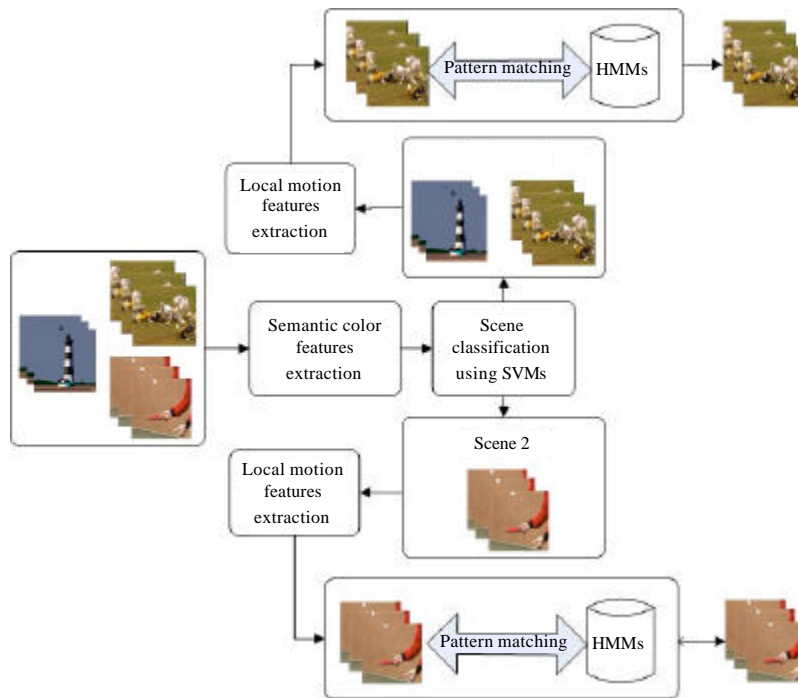 Pattern matching
HMMs
Local motion
features
extraction
Semantic color
features
extraction
Scene
classification
using SVMs
Scene 2
Local motion
features
extraction
Pattern matching
HMMs